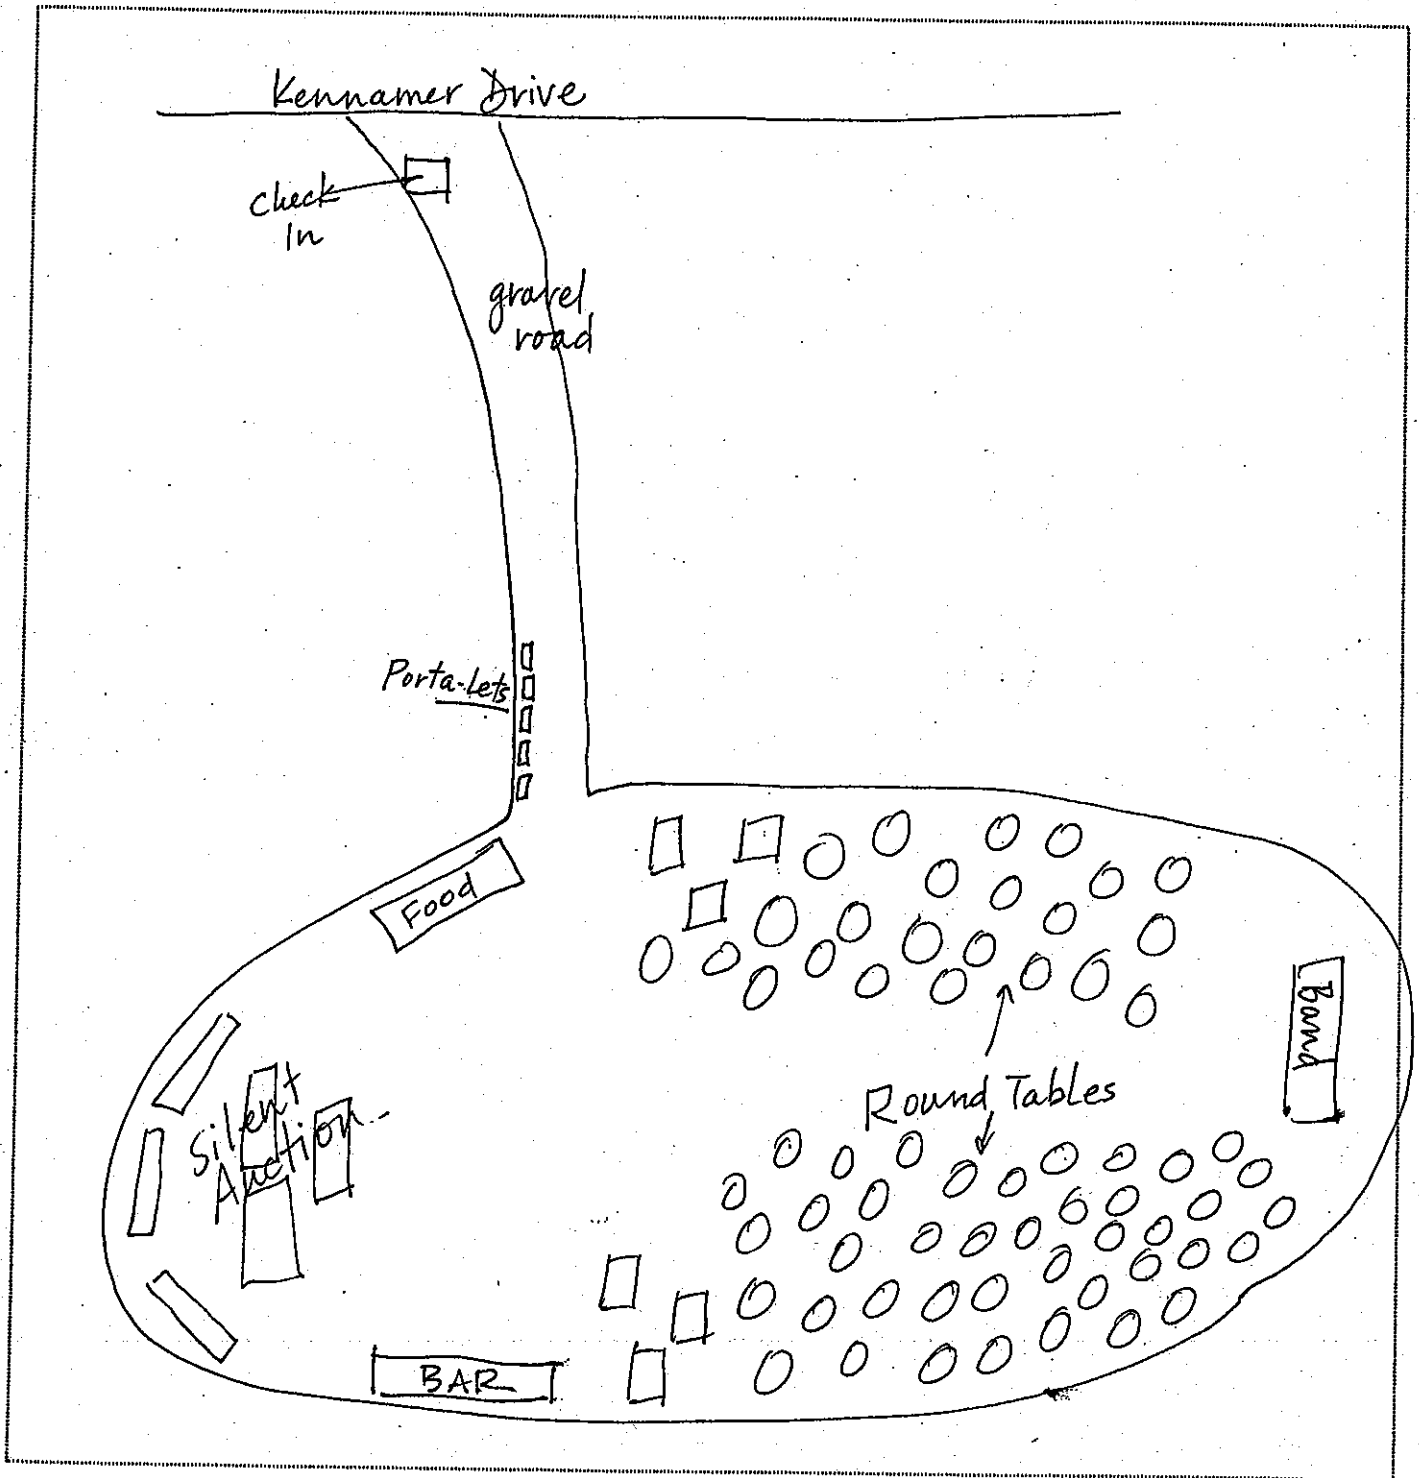 Kennamer Drive
Check
In
gravel
road
Porta-Lets
Food
Band
Silent
Auction
Round Tables
BAR